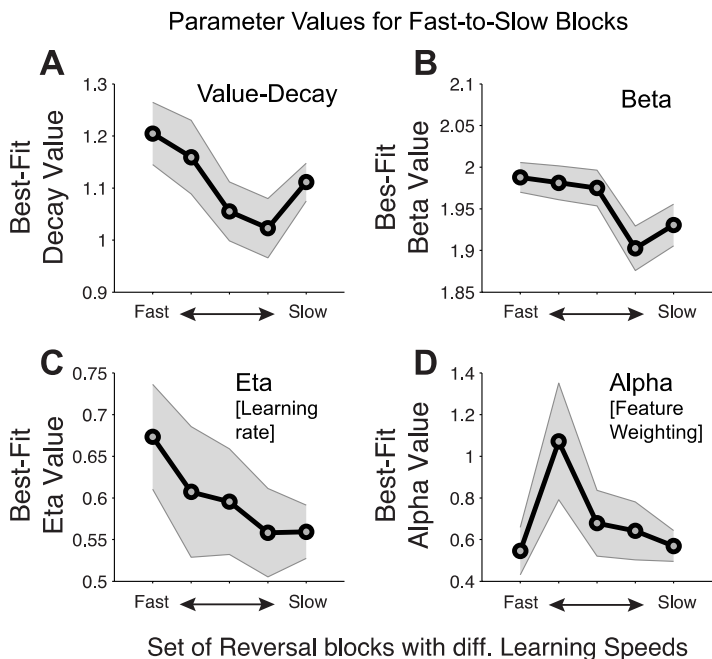 Parameter Values for Fast-to-Slow Blocks
A
Value-Decay
Best-Fit
Decay Value
1.3
1.2
1.1
1
0.9
Fast
Slow
B
Beta
Bes-Fit
Beta Value
2.1
2.05
2
1.95
1.9
1.85
Fast
Slow
C
Eta
[Learning
rate]
Best-Fit
Eta Value
0.75
0.7
0.65
0.6
0.55
0.5
Fast
Slow
D
Alpha
[Feature
Weighting]
Best-Fit
Alpha Value
1.4
1.2
1
0.8
0.6
0.4
Fast
Slow
Set of Reversal blocks with diff. Learning Speeds